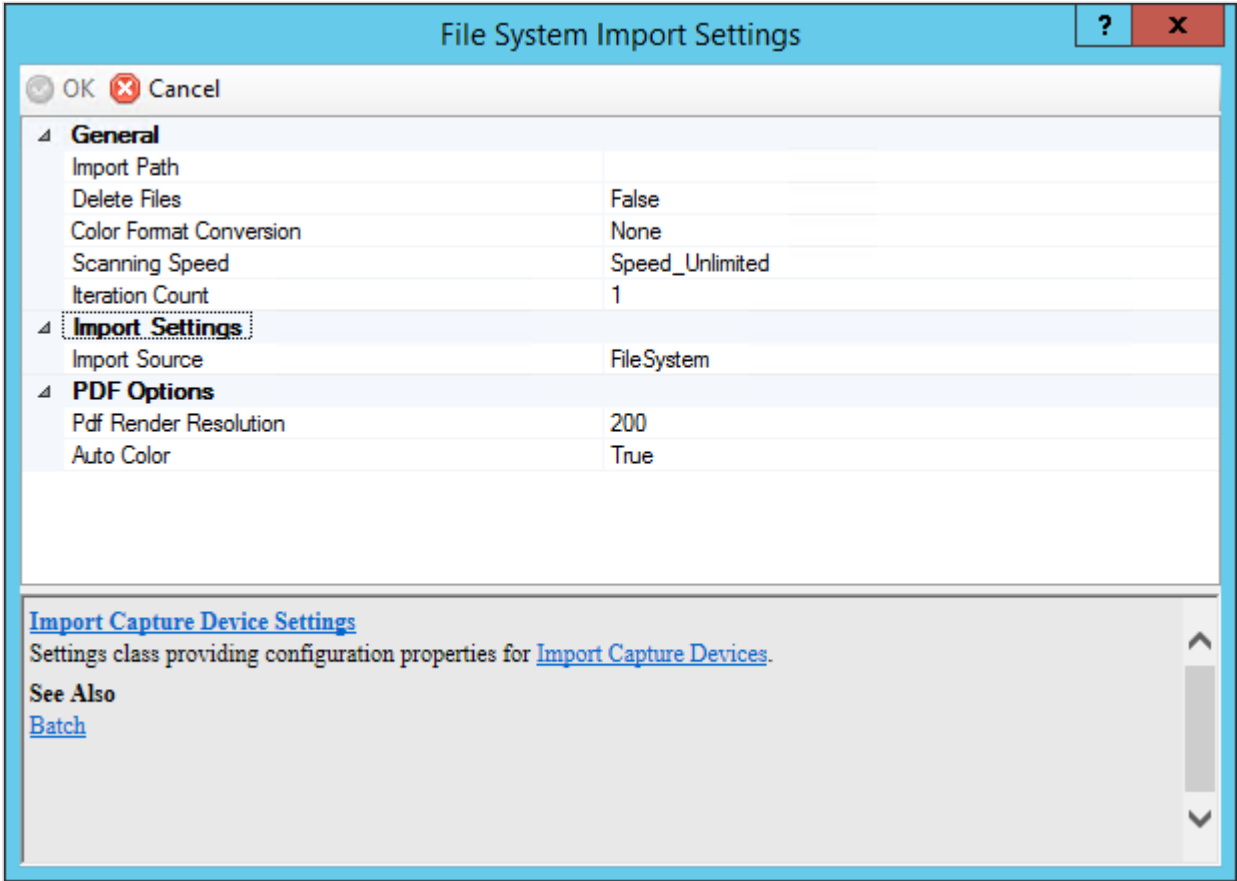 File System Import Settings
? x
OK Cancel
General
Import Path
Delete Files False
Color Format Conversion None
Scanning Speed Speed_Unlimited
Iteration Count 1
Import Settings
Import Source FileSystem
PDF Options
Pdf Render Resolution 200
Auto Color True
Import Capture Device Settings
Settings class providing configuration properties for Import Capture Devices.
See Also
Batch